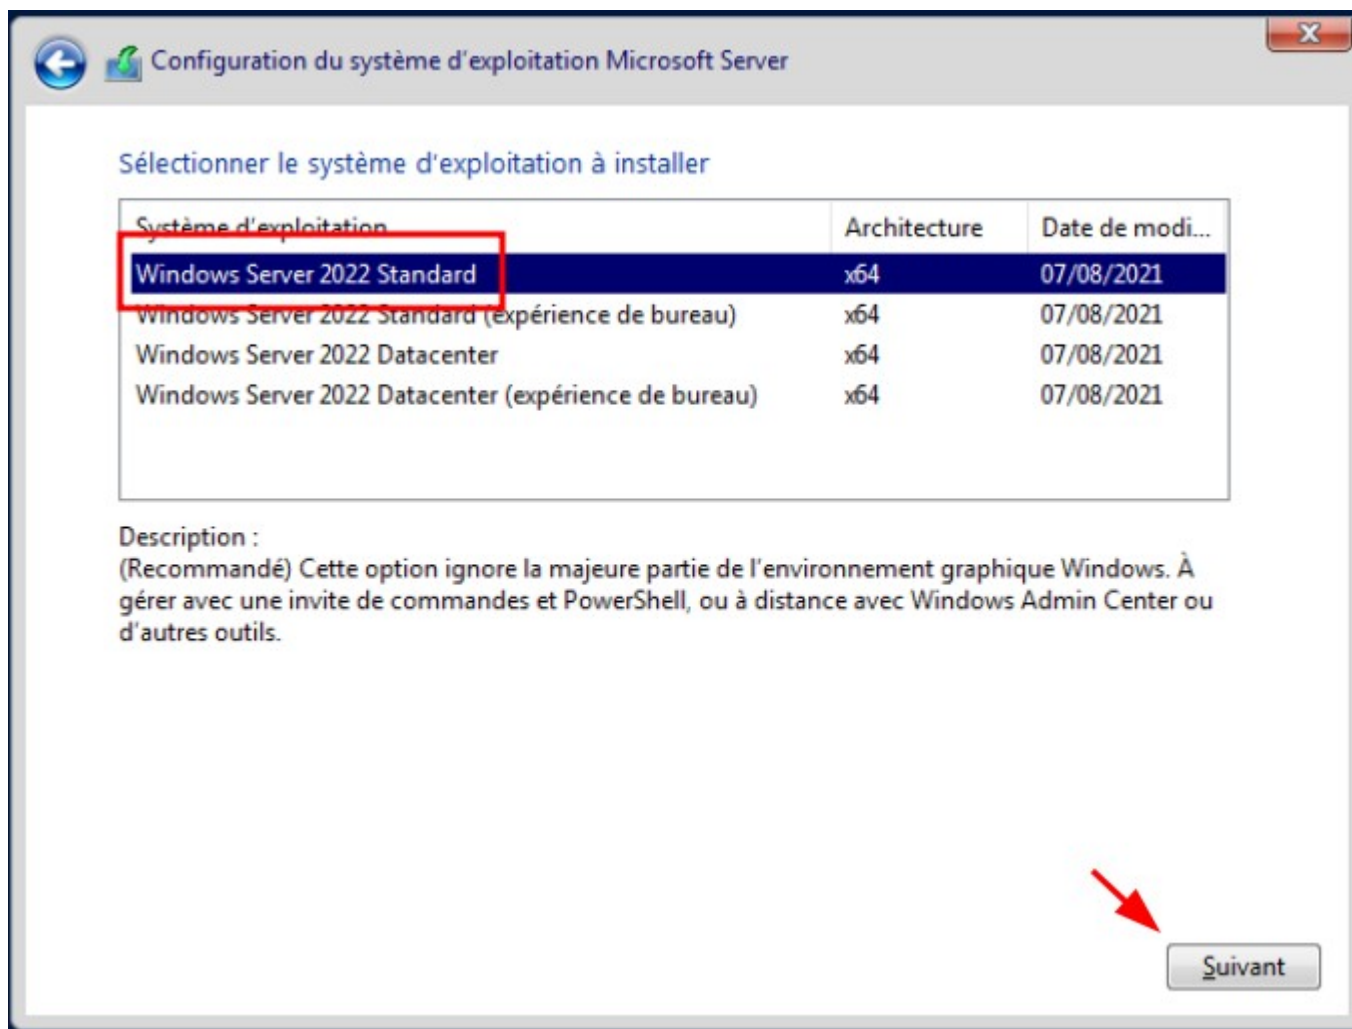 Configuration du système d'exploitation Microsoft Server
Sélectionner le système d'exploitation à installer
Système d'exploitation Architecture Date de modi...
Windows Server 2022 Standard x64 07/08/2021
Windows Server 2022 Standard (expérience de bureau) x64 07/08/2021
Windows Server 2022 Datacenter x64 07/08/2021
Windows Server 2022 Datacenter (expérience de bureau) x64 07/08/2021
Description :
(Recommandé) Cette option ignore la majeure partie de l'environnement graphique Windows. À
gérer avec une invite de commandes et PowerShell, ou à distance avec Windows Admin Center ou
d'autres outils.
Suivant